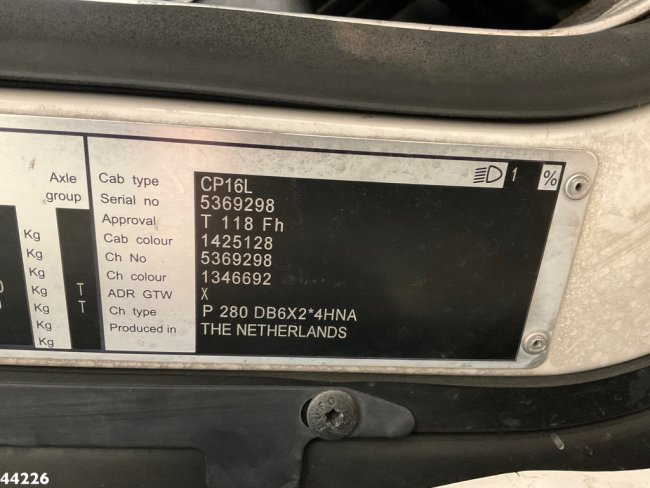 Axle group
Kg
Kg
Kg
Kg T
Kg T
Kg
Kg
Cab type CP16L 1 %
Serial no 5369298
Approval T 118 Fh
Cab colour 1425128
Ch No 5369298
Ch colour 1346692
ADR GTW X
Ch type P 280 DB6X2*4HNA
Produced in THE NETHERLANDS
44226